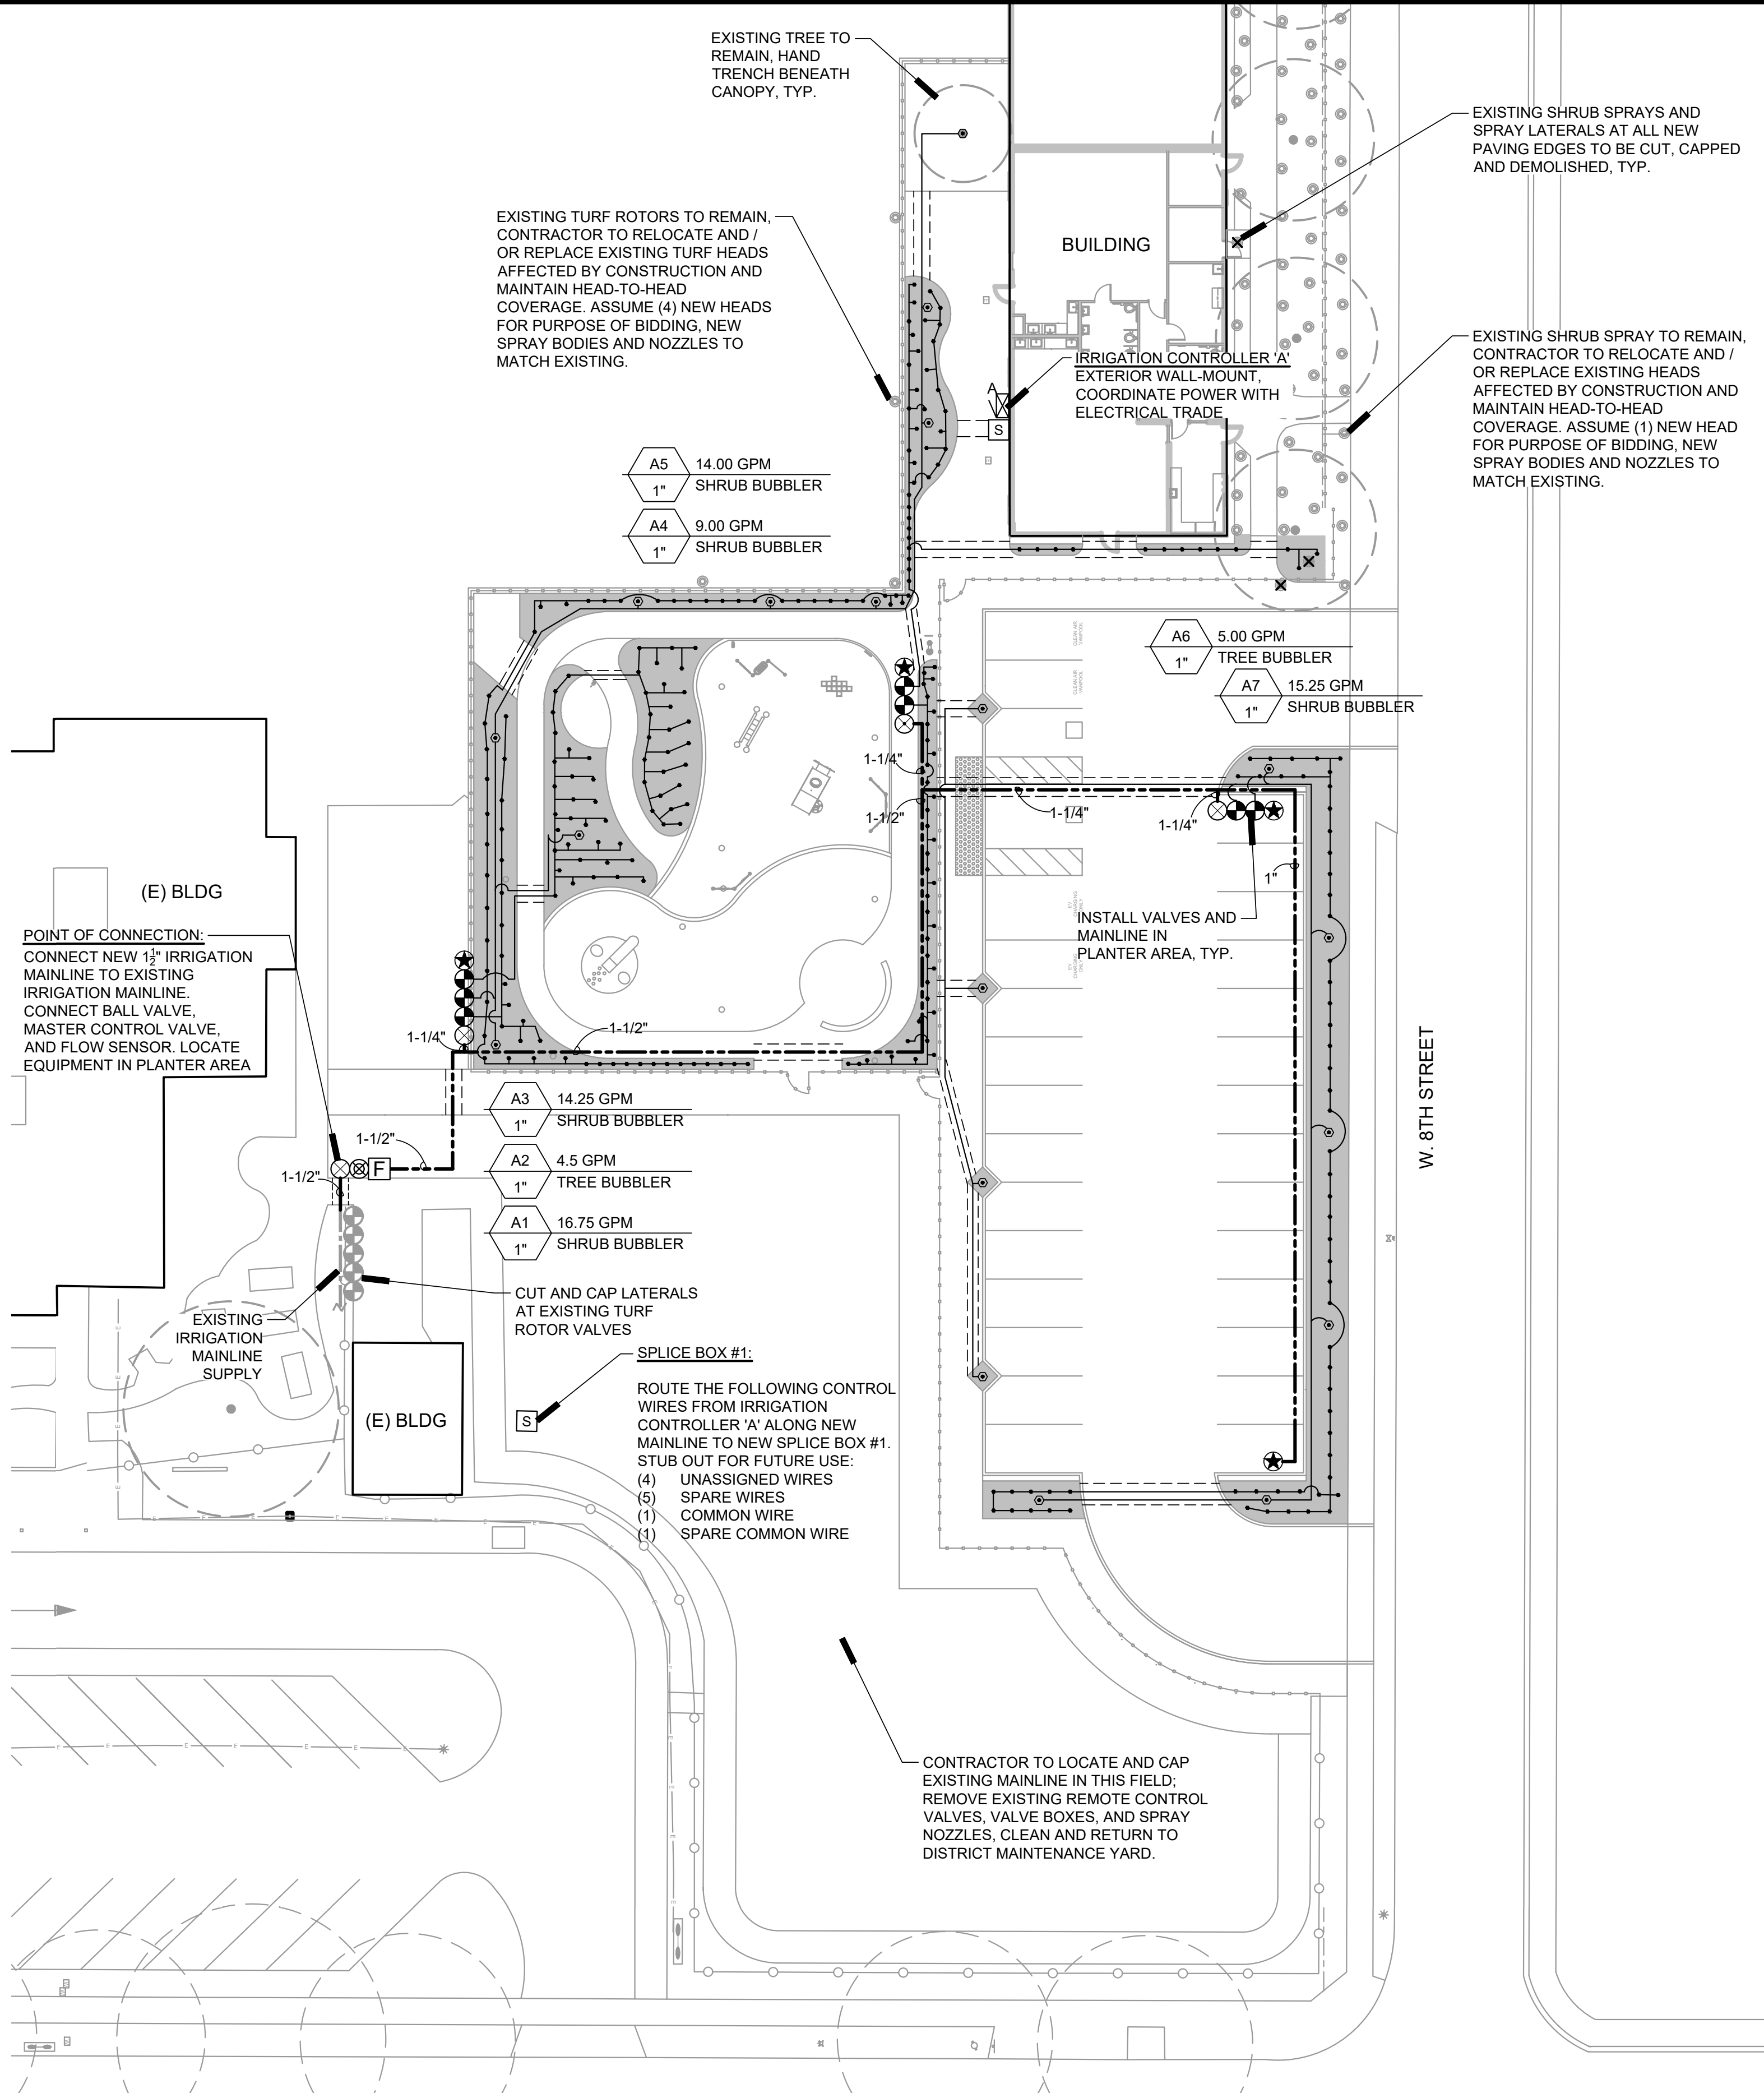 EXISTING TREE TO
REMAIN, HAND
TRENCH BENEATH
CANOPY, TYP.
EXISTING SHRUB SPRAYS AND
SPRAY LATERALS AT ALL NEW
PAVING EDGES TO BE CUT, CAPPED
AND DEMOLISHED, TYP.
EXISTING TURF ROTORS TO REMAIN,
CONTRACTOR TO RELOCATE AND /
OR REPLACE EXISTING TURF HEADS
AFFECTED BY CONSTRUCTION AND
MAINTAIN HEAD-TO-HEAD
COVERAGE. ASSUME (4) NEW HEADS
FOR PURPOSE OF BIDDING, NEW
SPRAY BODIES AND NOZZLES TO
MATCH EXISTING.
BUILDING
EXISTING SHRUB SPRAY TO REMAIN,
CONTRACTOR TO RELOCATE AND /
OR REPLACE EXISTING HEADS
AFFECTED BY CONSTRUCTION AND
MAINTAIN HEAD-TO-HEAD
COVERAGE. ASSUME (1) NEW HEAD
FOR PURPOSE OF BIDDING, NEW
SPRAY BODIES AND NOZZLES TO
MATCH EXISTING.
IRRIGATION CONTROLLER 'A'
EXTERIOR WALL-MOUNT,
COORDINATE POWER WITH
ELECTRICAL TRADE
A
S
A5 14.00 GPM
1" SHRUB BUBBLER
A4 9.00 GPM
1" SHRUB BUBBLER
CLEAN AIR
VANPOOL
CLEAN AIR
VANPOOL
A6 5.00 GPM
1" TREE BUBBLER
A7 15.25 GPM
1" SHRUB BUBBLER
1-1/4"
1-1/2"
1-1/4"
1-1/4"
1"
(E) BLDG
EV
CHARGING
ONLY
EV
CHARGING
ONLY
INSTALL VALVES AND
MAINLINE IN
PLANTER AREA, TYP.
POINT OF CONNECTION:
CONNECT NEW 1½" IRRIGATION
MAINLINE TO EXISTING
IRRIGATION MAINLINE.
CONNECT BALL VALVE,
MASTER CONTROL VALVE,
AND FLOW SENSOR. LOCATE
EQUIPMENT IN PLANTER AREA
1-1/4"
1-1/2"
W. 8TH STREET
A3 14.25 GPM
1" SHRUB BUBBLER
1-1/2"
A2 4.5 GPM
1" TREE BUBBLER
F
1-1/2"
A1 16.75 GPM
1" SHRUB BUBBLER
CUT AND CAP LATERALS
AT EXISTING TURF
ROTOR VALVES
EXISTING
IRRIGATION
MAINLINE
SUPPLY
SPLICE BOX #1:
ROUTE THE FOLLOWING CONTROL
WIRES FROM IRRIGATION
CONTROLLER 'A' ALONG NEW
MAINLINE TO NEW SPLICE BOX #1.
STUB OUT FOR FUTURE USE:
(4) UNASSIGNED WIRES
(5) SPARE WIRES
(1) COMMON WIRE
(1) SPARE COMMON WIRE
S
(E) BLDG
CONTRACTOR TO LOCATE AND CAP
EXISTING MAINLINE IN THIS FIELD;
REMOVE EXISTING REMOTE CONTROL
VALVES, VALVE BOXES, AND SPRAY
NOZZLES, CLEAN AND RETURN TO
DISTRICT MAINTENANCE YARD.